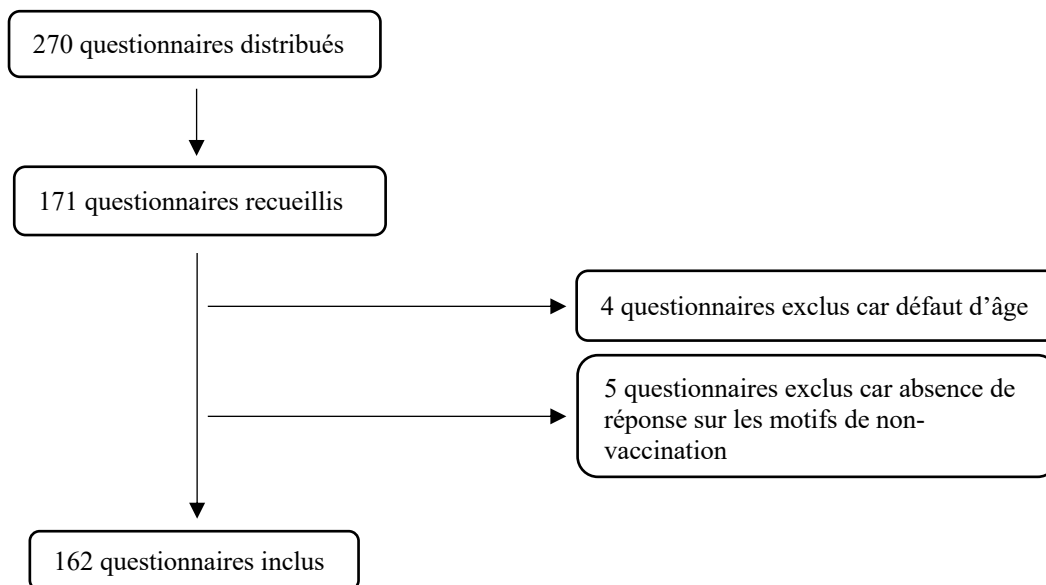 270 questionnaires distribués
171 questionnaires recueillis
4 questionnaires exclus car défaut d’âge
5 questionnaires exclus car absence de
réponse sur les motifs de non-
vaccination
162 questionnaires inclus